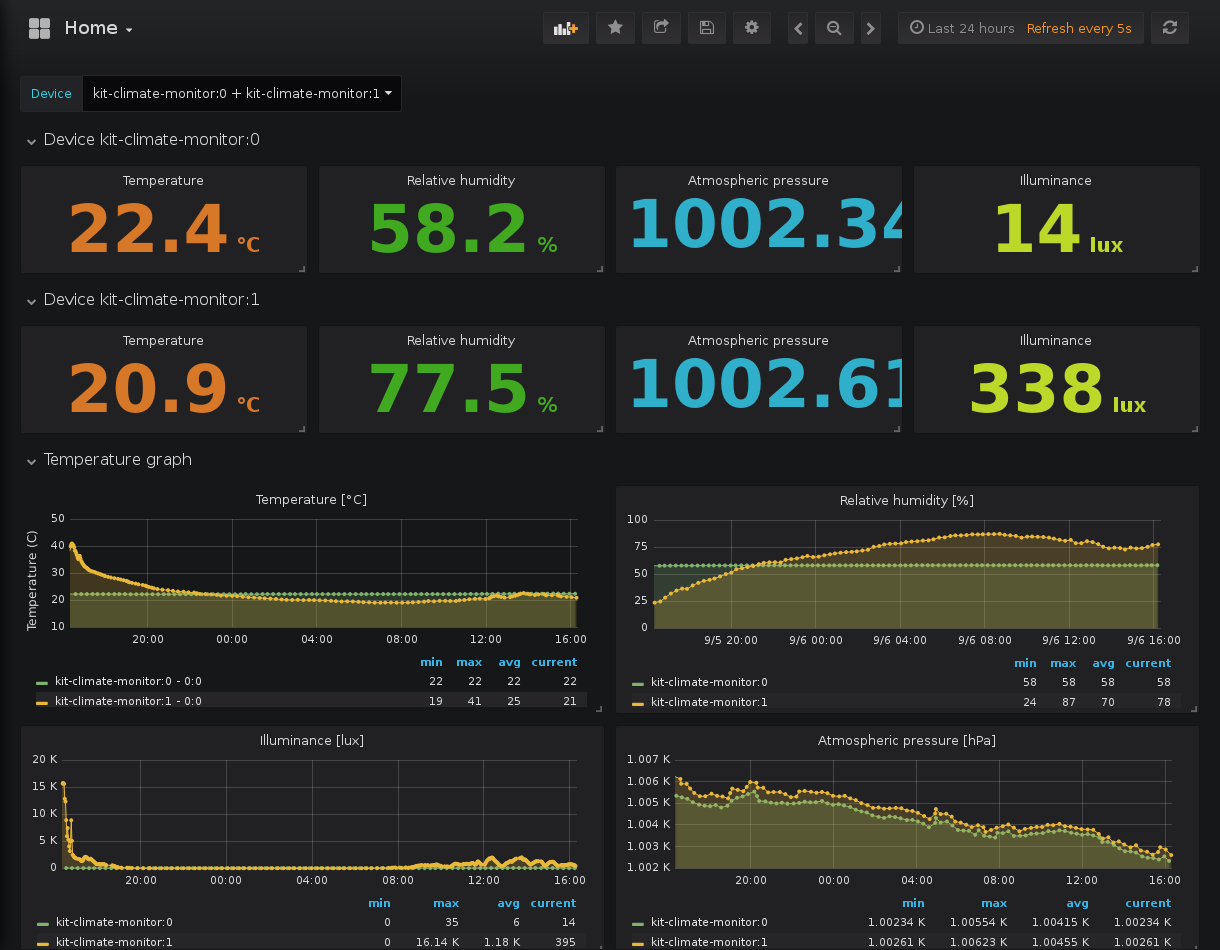 Home
Last 24 hours Refresh every 5s
Device kit-climate-monitor:0 + kit-climate-monitor:1
Device kit-climate-monitor:0
Temperature Relative humidity Atmospheric pressure Illuminance
22.4 °C 58.2 % 1002.34 14 lux
Device kit-climate-monitor:1
Temperature Relative humidity Atmospheric pressure Illuminance
20.9 °C 77.5 % 1002.61 338 lux
Temperature graph
Temperature [°C]
Temperature (C)
50
40
30
20
10
20:00 00:00 04:00 08:00 12:00 16:00
min max avg current
kit-climate-monitor:0 - 0:0 22 22 22 22
kit-climate-monitor:1 - 0:0 19 41 25 21
Relative humidity [%]
100
75
50
25
0
9/5 20:00 9/6 00:00 9/6 04:00 9/6 08:00 9/6 12:00 9/6 16:00
min max avg current
kit-climate-monitor:0 58 58 58 58
kit-climate-monitor:1 24 87 70 78
Illuminance [lux]
20 K
15 K
10 K
5 K
0
20:00 00:00 04:00 08:00 12:00 16:00
min max avg current
kit-climate-monitor:0 0 35 6 14
kit-climate-monitor:1 0 16.14 K 1.18 K 395
Atmospheric pressure [hPa]
1.007 K
1.006 K
1.005 K
1.004 K
1.003 K
1.002 K
20:00 00:00 04:00 08:00 12:00 16:00
min max avg current
kit-climate-monitor:0 1.00234 K 1.00554 K 1.00415 K 1.00234 K
kit-climate-monitor:1 1.00261 K 1.00623 K 1.00455 K 1.00261 K